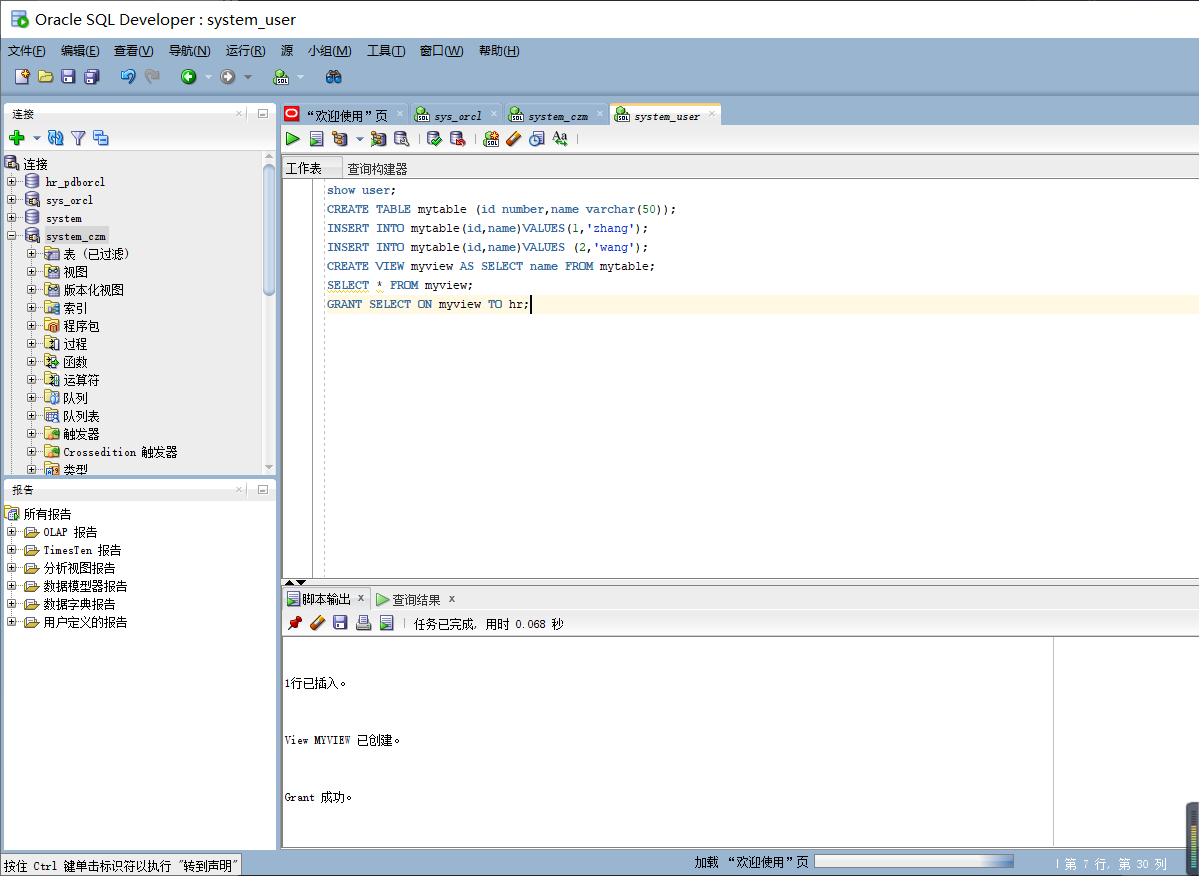 Oracle SQL Developer : system_user
文件(F) 编辑(E) 查看(V) 导航(N) 运行(R) 源 小组(M) 工具(T) 窗口(W) 帮助(H)
连接
连接
hr_pdborcl
sys_orcl
system
system_czm
表 (已过滤)
视图
版本化视图
索引
程序包
过程
函数
运算符
队列
队列表
触发器
Crossedition 触发器
类型
报告
所有报告
OLAP 报告
TimesTen 报告
分析视图报告
数据模型器报告
数据字典报告
用户定义的报告
“欢迎使用”页 sys_orcl system_czm system_user
工作表 查询构建器
show user;
CREATE TABLE mytable (id number,name varchar(50));
INSERT INTO mytable(id,name)VALUES(1,'zhang');
INSERT INTO mytable(id,name)VALUES (2,'wang');
CREATE VIEW myview AS SELECT name FROM mytable;
SELECT * FROM myview;
GRANT SELECT ON myview TO hr;
脚本输出 x 查询结果 x
任务已完成, 用时 0.068 秒
1行已插入。
View MYVIEW 已创建。
Grant 成功。
按住 Ctrl 键单击标识符以执行 "转到声明"
加载 “欢迎使用”页
第 7 行, 第 30 列